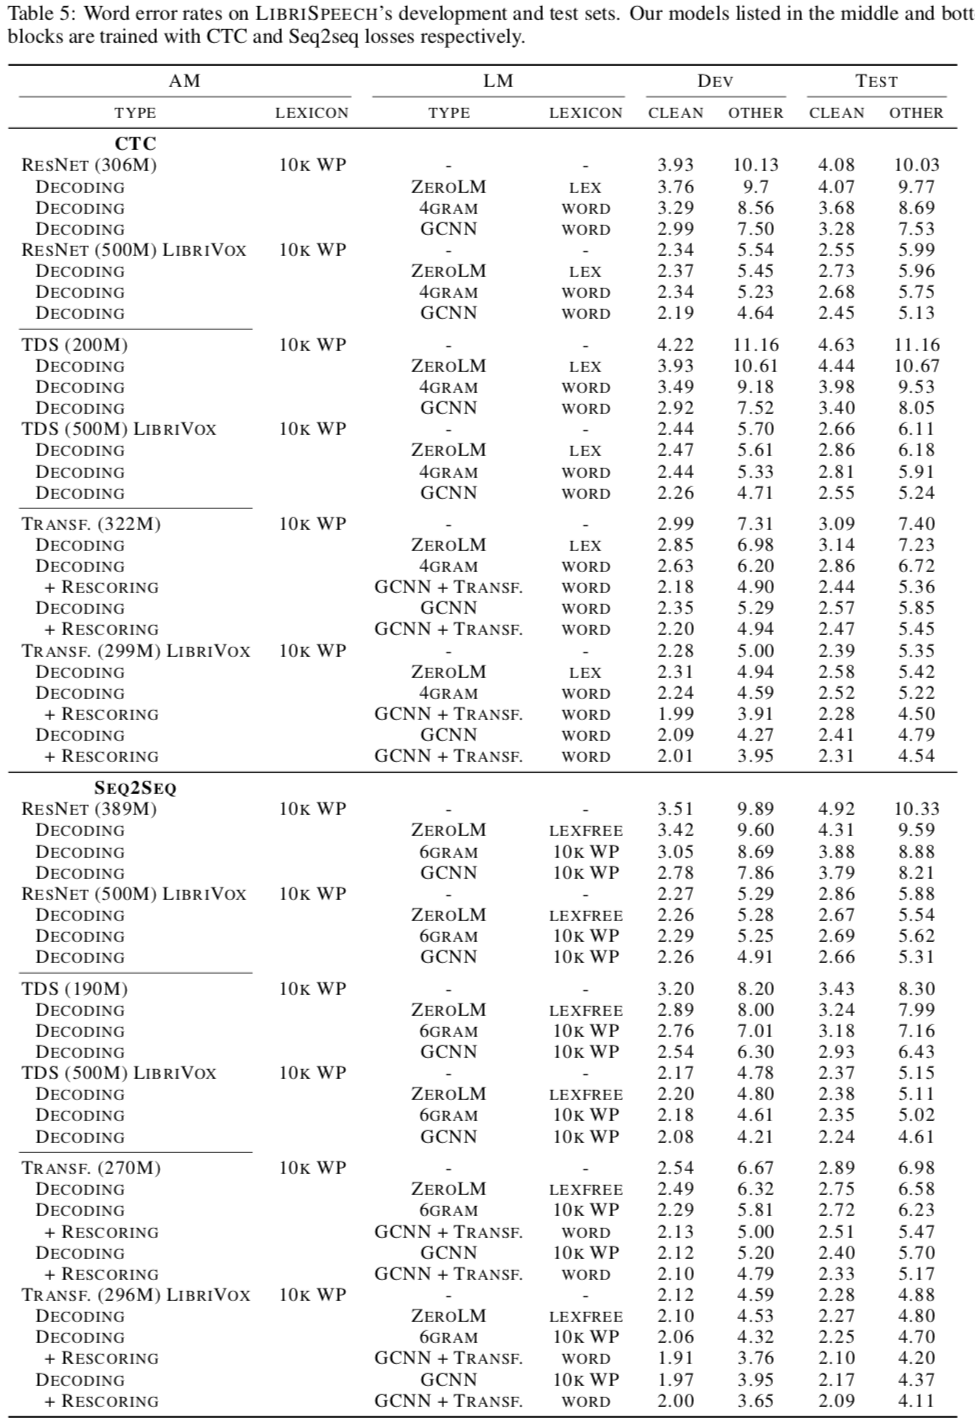 Table 5: Word error rates on LIBRISPEECH's development and test sets. Our models listed in the middle and bott
blocks are trained with CTC and Seq2seq losses respectively.
AM LM DEV TEST
TYPE LEXICON TYPE LEXICON CLEAN OTHER CLEAN OTHER
CTC
RESNET (306M) 10K WP - - 3.93 10.13 4.08 10.03
DECODING ZEROLM LEX 3.76 9.7 4.07 9.77
DECODING 4GRAM WORD 3.29 8.56 3.68 8.69
DECODING GCNN WORD 2.99 7.50 3.28 7.53
RESNET (500M) LIBRIVOX 10K WP - - 2.34 5.54 2.55 5.99
DECODING ZEROLM LEX 2.37 5.45 2.73 5.96
DECODING 4GRAM WORD 2.34 5.23 2.68 5.75
DECODING GCNN WORD 2.19 4.64 2.45 5.13
TDS (200M) 10K WP - - 4.22 11.16 4.63 11.16
DECODING ZEROLM LEX 3.93 10.61 4.44 10.67
DECODING 4GRAM WORD 3.49 9.18 3.98 9.53
DECODING GCNN WORD 2.92 7.52 3.40 8.05
TDS (500M) LIBRIVOX 10K WP - - 2.44 5.70 2.66 6.11
DECODING ZEROLM LEX 2.47 5.61 2.86 6.18
DECODING 4GRAM WORD 2.44 5.33 2.81 5.91
DECODING GCNN WORD 2.26 4.71 2.55 5.24
TRANSF. (322M) 10K WP - - 2.99 7.31 3.09 7.40
DECODING ZEROLM LEX 2.85 6.98 3.14 7.23
DECODING 4GRAM WORD 2.63 6.20 2.86 6.72
+ RESCORING GCNN + TRANSF. WORD 2.18 4.90 2.44 5.36
DECODING GCNN WORD 2.35 5.29 2.57 5.85
+ RESCORING GCNN + TRANSF. WORD 2.20 4.94 2.47 5.45
TRANSF. (299M) LIBRIVOX 10K WP - - 2.28 5.00 2.39 5.35
DECODING ZEROLM LEX 2.31 4.94 2.58 5.42
DECODING 4GRAM WORD 2.24 4.59 2.52 5.22
+ RESCORING GCNN + TRANSF. WORD 1.99 3.91 2.28 4.50
DECODING GCNN WORD 2.09 4.27 2.41 4.79
+ RESCORING GCNN + TRANSF. WORD 2.01 3.95 2.31 4.54
SEQ2SEQ
RESNET (389M) 10K WP - - 3.51 9.89 4.92 10.33
DECODING ZEROLM LEXFREE 3.42 9.60 4.31 9.59
DECODING 6GRAM 10K WP 3.05 8.69 3.88 8.88
DECODING GCNN 10K WP 2.78 7.86 3.79 8.21
RESNET (500M) LIBRIVOX 10K WP - - 2.27 5.29 2.86 5.88
DECODING ZEROLM LEXFREE 2.26 5.28 2.67 5.54
DECODING 6GRAM 10K WP 2.29 5.25 2.69 5.62
DECODING GCNN 10K WP 2.26 4.91 2.66 5.31
TDS (190M) 10K WP - - 3.20 8.20 3.43 8.30
DECODING ZEROLM LEXFREE 2.89 8.00 3.24 7.99
DECODING 6GRAM 10K WP 2.76 7.01 3.18 7.16
DECODING GCNN 10K WP 2.54 6.30 2.93 6.43
TDS (500M) LIBRIVOX 10K WP - - 2.17 4.78 2.37 5.15
DECODING ZEROLM LEXFREE 2.20 4.80 2.38 5.11
DECODING 6GRAM 10K WP 2.18 4.61 2.35 5.02
DECODING GCNN 10K WP 2.08 4.21 2.24 4.61
TRANSF. (270M) 10K WP - - 2.54 6.67 2.89 6.98
DECODING ZEROLM LEXFREE 2.49 6.32 2.75 6.58
DECODING 6GRAM 10K WP 2.29 5.81 2.72 6.23
+ RESCORING GCNN + TRANSF. WORD 2.13 5.00 2.51 5.47
DECODING GCNN 10K WP 2.12 5.20 2.40 5.70
+ RESCORING GCNN + TRANSF. WORD 2.10 4.79 2.33 5.17
TRANSF. (296M) LIBRIVOX 10K WP - - 2.12 4.59 2.28 4.88
DECODING ZEROLM LEXFREE 2.10 4.53 2.27 4.80
DECODING 6GRAM 10K WP 2.06 4.32 2.25 4.70
+ RESCORING GCNN + TRANSF. WORD 1.91 3.76 2.10 4.20
DECODING GCNN 10K WP 1.97 3.95 2.17 4.37
+ RESCORING GCNN + TRANSF. WORD 2.00 3.65 2.09 4.11